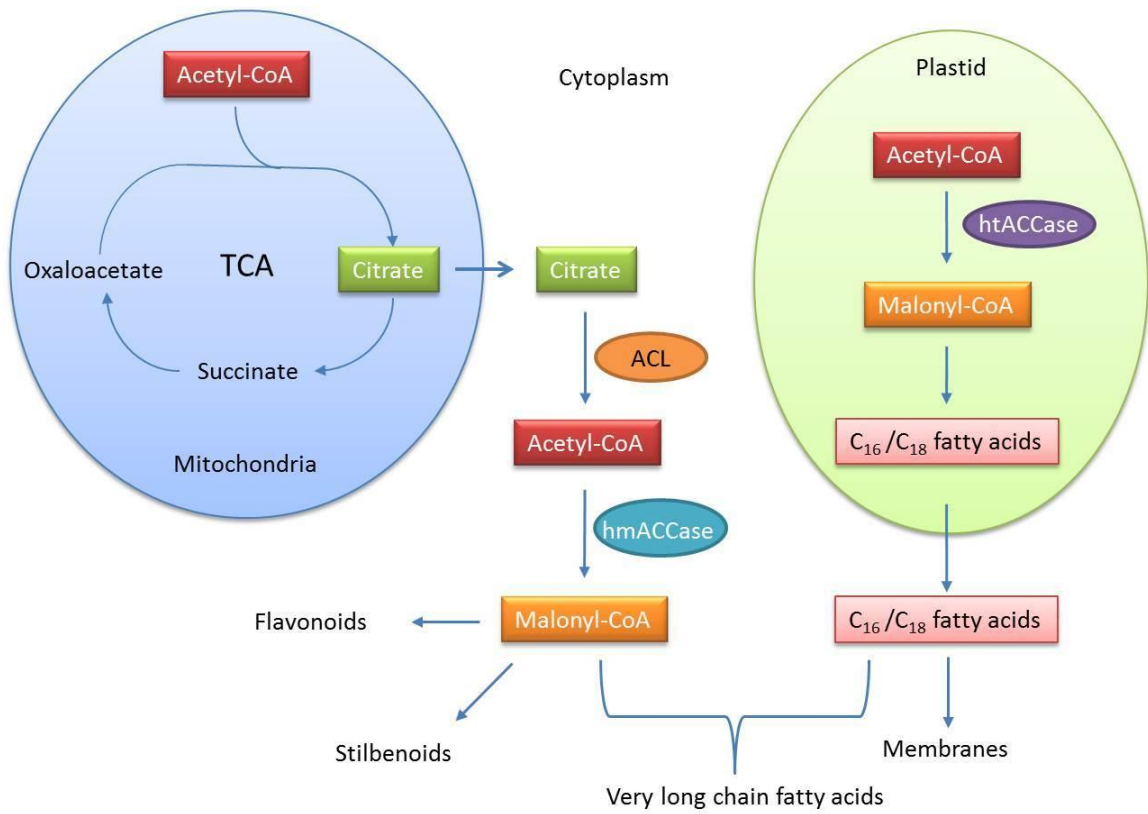 Acetyl-CoA
Cytoplasm
Plastid
Acetyl-CoA
htACCase
Oxaloacetate
TCA
Citrate
Citrate
Malonyl-CoA
ACL
Succinate
Acetyl-CoA
C₁₆/C₁₈ fatty acids
Mitochondria
hmACCase
Flavonoids
Malonyl-CoA
C₁₆/C₁₈ fatty acids
Stilbenoids
Membranes
Very long chain fatty acids